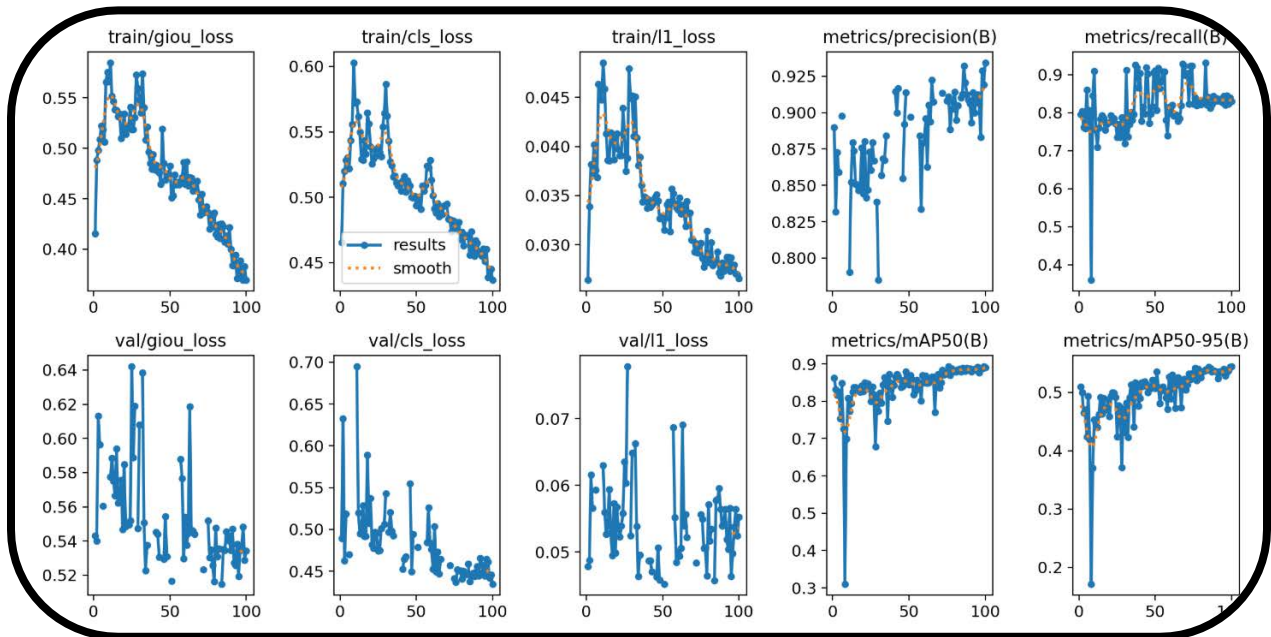 train/giou_loss
train/cls_loss
train/l1_loss
metrics/precision(B)
metrics/recall(B)
0.55
0.50
0.45
0.40
0 50 100
0.60
0.55
0.50
0.45
results
smooth
0 50 100
0.045
0.040
0.035
0.030
0 50 100
0.925
0.900
0.875
0.850
0.825
0.800
0 50 100
0.9
0.8
0.7
0.6
0.5
0.4
0 50 100
val/giou_loss
val/cls_loss
val/l1_loss
metrics/mAP50(B)
metrics/mAP50-95(B)
0.64
0.62
0.60
0.58
0.56
0.54
0.52
0 50 100
0.70
0.65
0.60
0.55
0.50
0.45
0 50 100
0.07
0.06
0.05
0 50 100
0.9
0.8
0.7
0.6
0.5
0.4
0.3
0 50 100
0.5
0.4
0.3
0.2
0 50